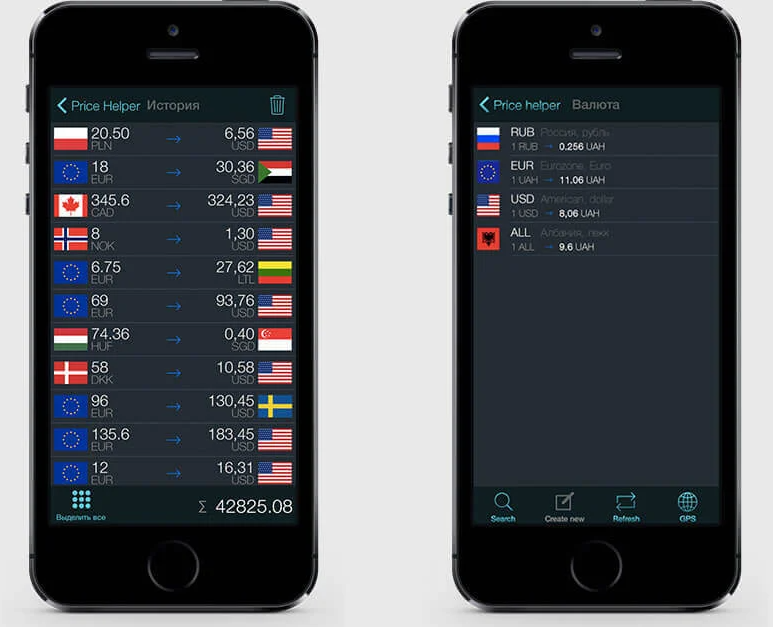 Price Helper История
20.50 → 6,56
PLN USD
18 → 30,36
EUR SGD
345.6 → 324,23
CAD USD
8 → 1,30
NOK USD
6.75 → 27,62
EUR LTL
69 → 93,76
EUR USD
74.36 → 0,40
HUF SGD
58 → 10,58
DKK USD
96 → 130,45
EUR USD
135.6 → 183,45
EUR USD
12 → 16,31
EUR USD
Выделить все Σ 42825.08
Price helper Валюта
RUB Россия, рубль
1 RUB → 0.256 UAH
EUR Eurozone, Euro
1 UAH → 11.06 UAH
USD American, dollar
1 USD → 8,06 UAH
ALL Албания, лекк
1 ALL → 9.6 UAH
Search Create new Refresh GPS